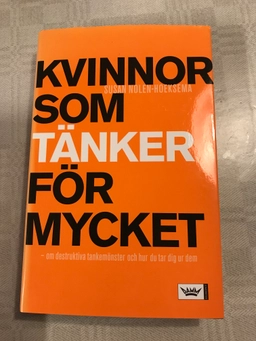 KVINNOR
SUSAN NOLEN-HOEKSEMA
SOM
TÄNKER
FÖR
MYCKET
– om destruktiva tankemönster och hur du tar dig ur dem